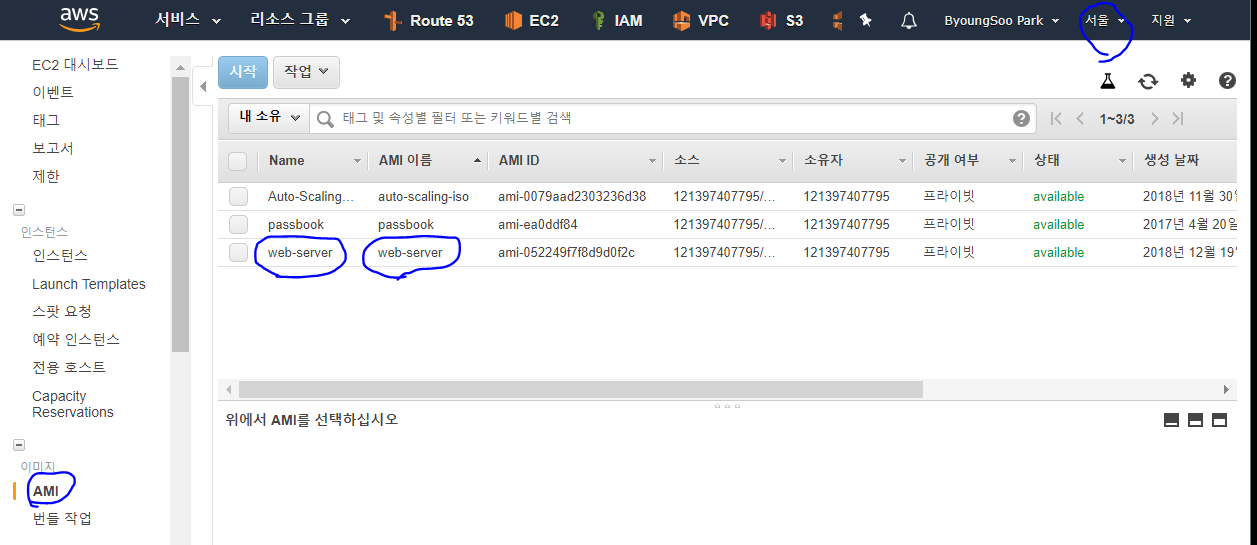 aws 서비스 리소스 그룹 Route 53 EC2 IAM VPC S3 ByoungSoo Park 서울 지원
EC2 대시보드
이벤트
태그
보고서
제한
인스턴스
인스턴스
Launch Templates
스팟 요청
예약 인스턴스
전용 호스트
Capacity
Reservations
이미지
AMI
번들 작업
시작 작업
내 소유 태그 및 속성별 필터 또는 키워드별 검색 1~3/3
Name AMI 이름 AMI ID 소스 소유자 공개 여부 상태 생성 날짜
Auto-Scaling... auto-scaling-iso ami-0079aad2303236d38 121397407795/... 121397407795 프라이빗 available 2018년 11월 30일
passbook passbook ami-ea0ddf84 121397407795/... 121397407795 프라이빗 available 2017년 4월 20일
web-server web-server ami-052249f7f8d9d0f2c 121397407795/... 121397407795 프라이빗 available 2018년 12월 19일
위에서 AMI를 선택하십시오